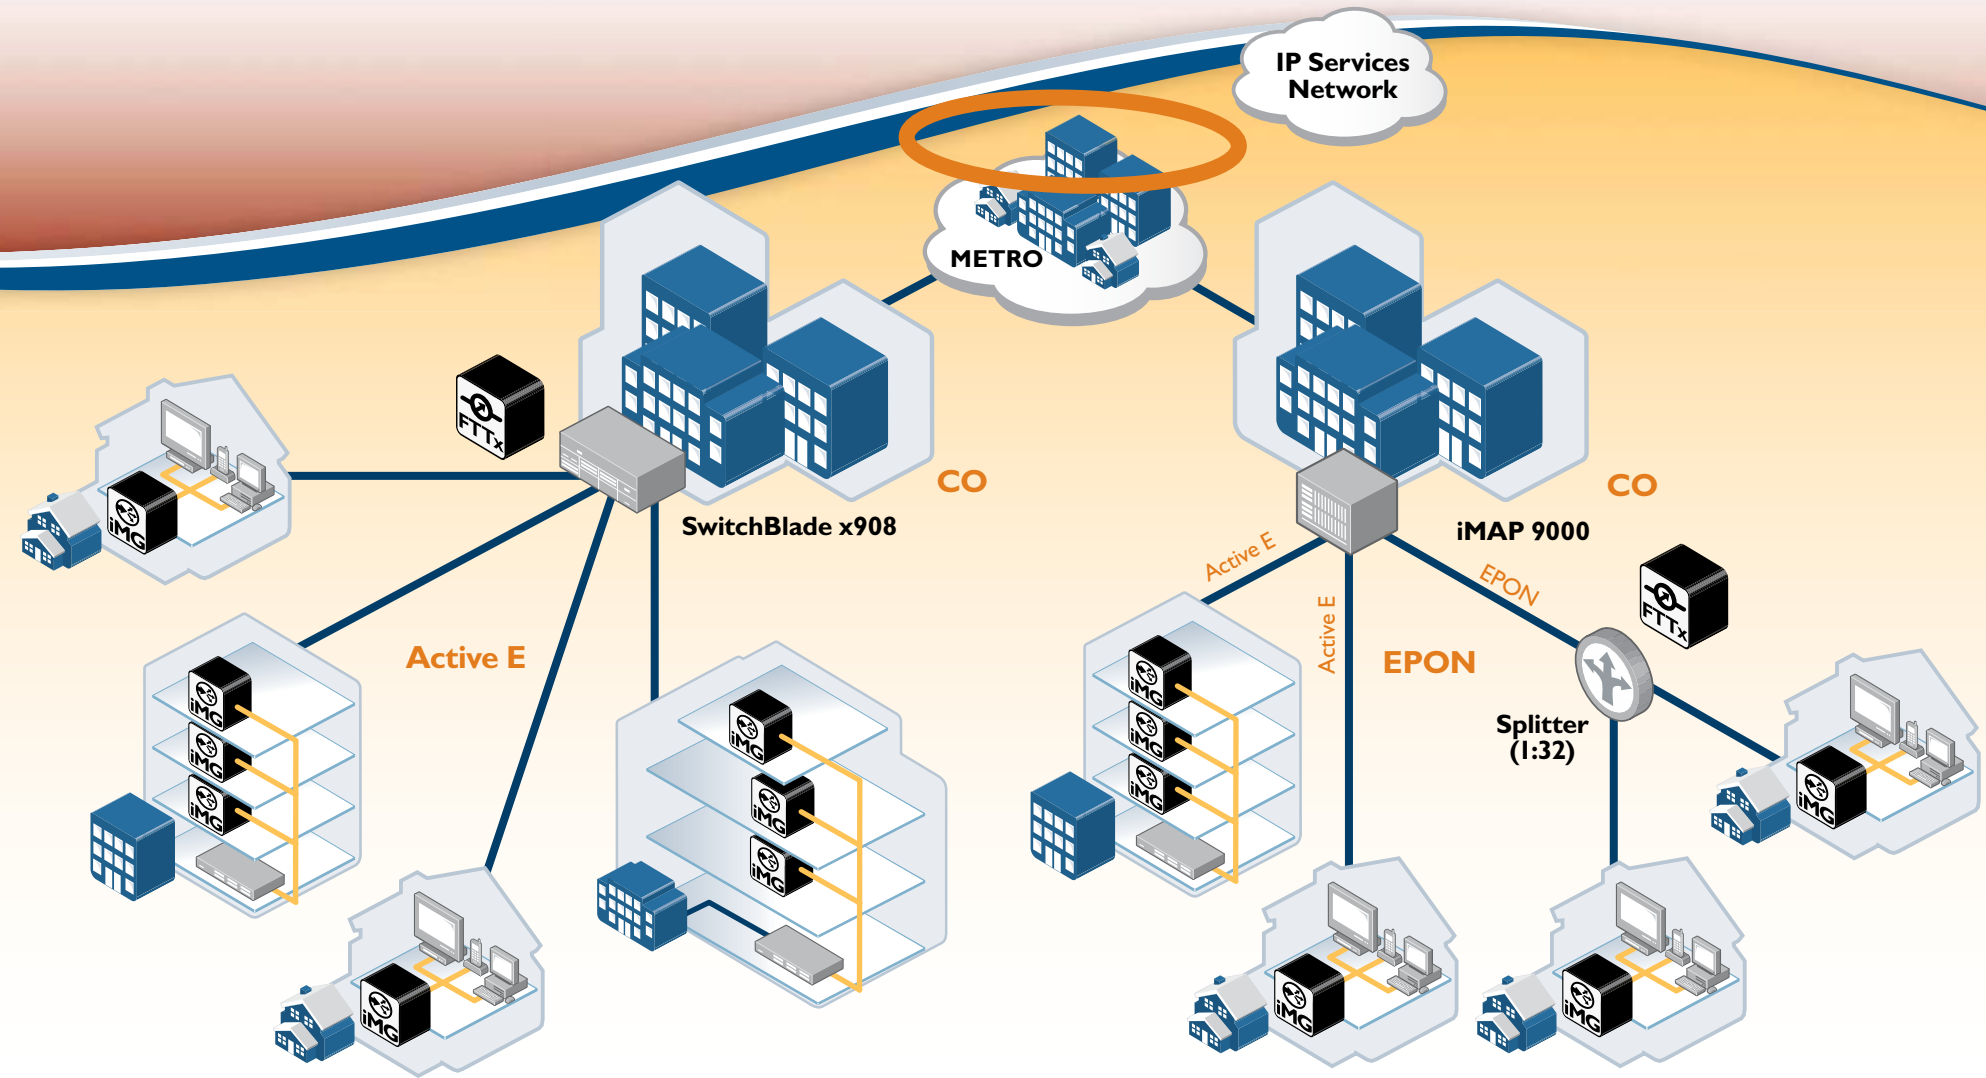 IP Services
Network
METRO
FTTx
CO
SwitchBlade x908
CO
iMAP 9000
iMG
Active E
EPON
Active E
FTTx
Active E
EPON
Splitter
(1:32)
iMG
iMG
iMG
iMG
iMG
iMG
iMG
iMG
iMG
iMG
iMG
iMG
iMG
iMG